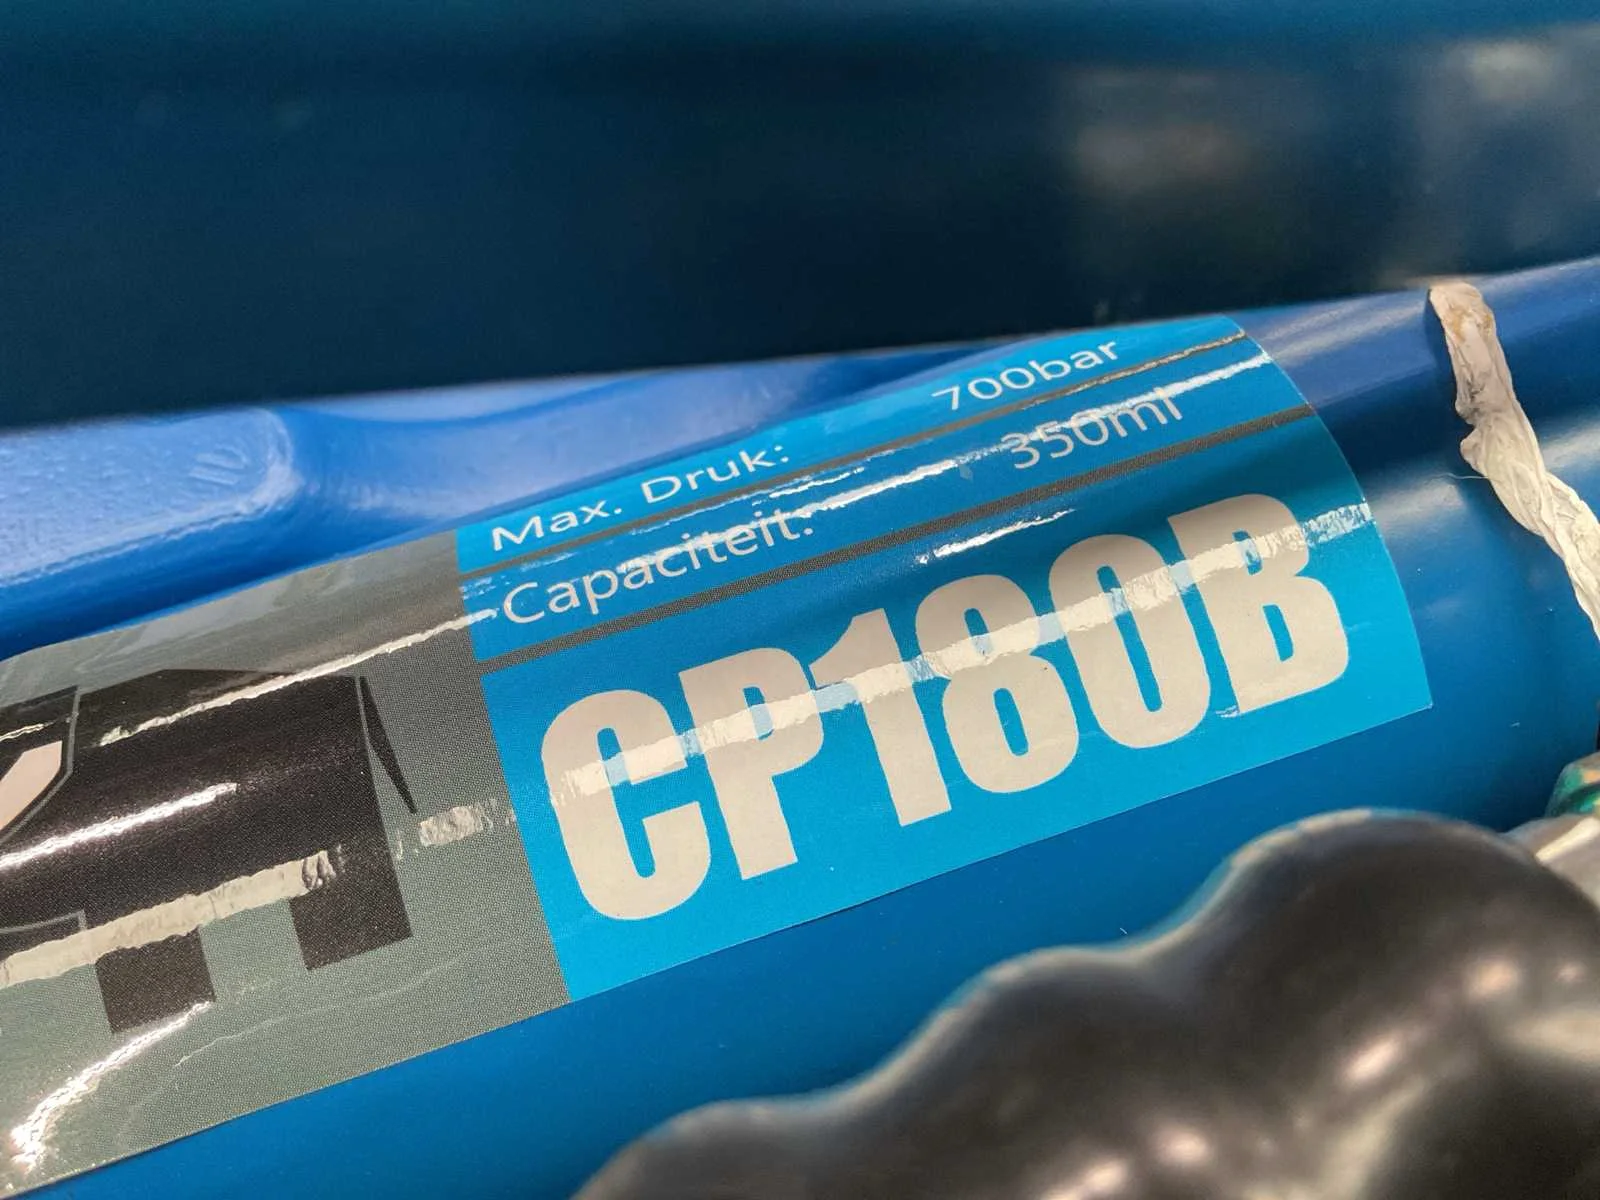 Max. Druk: 700bar
Capaciteit: 350ml
CP180B